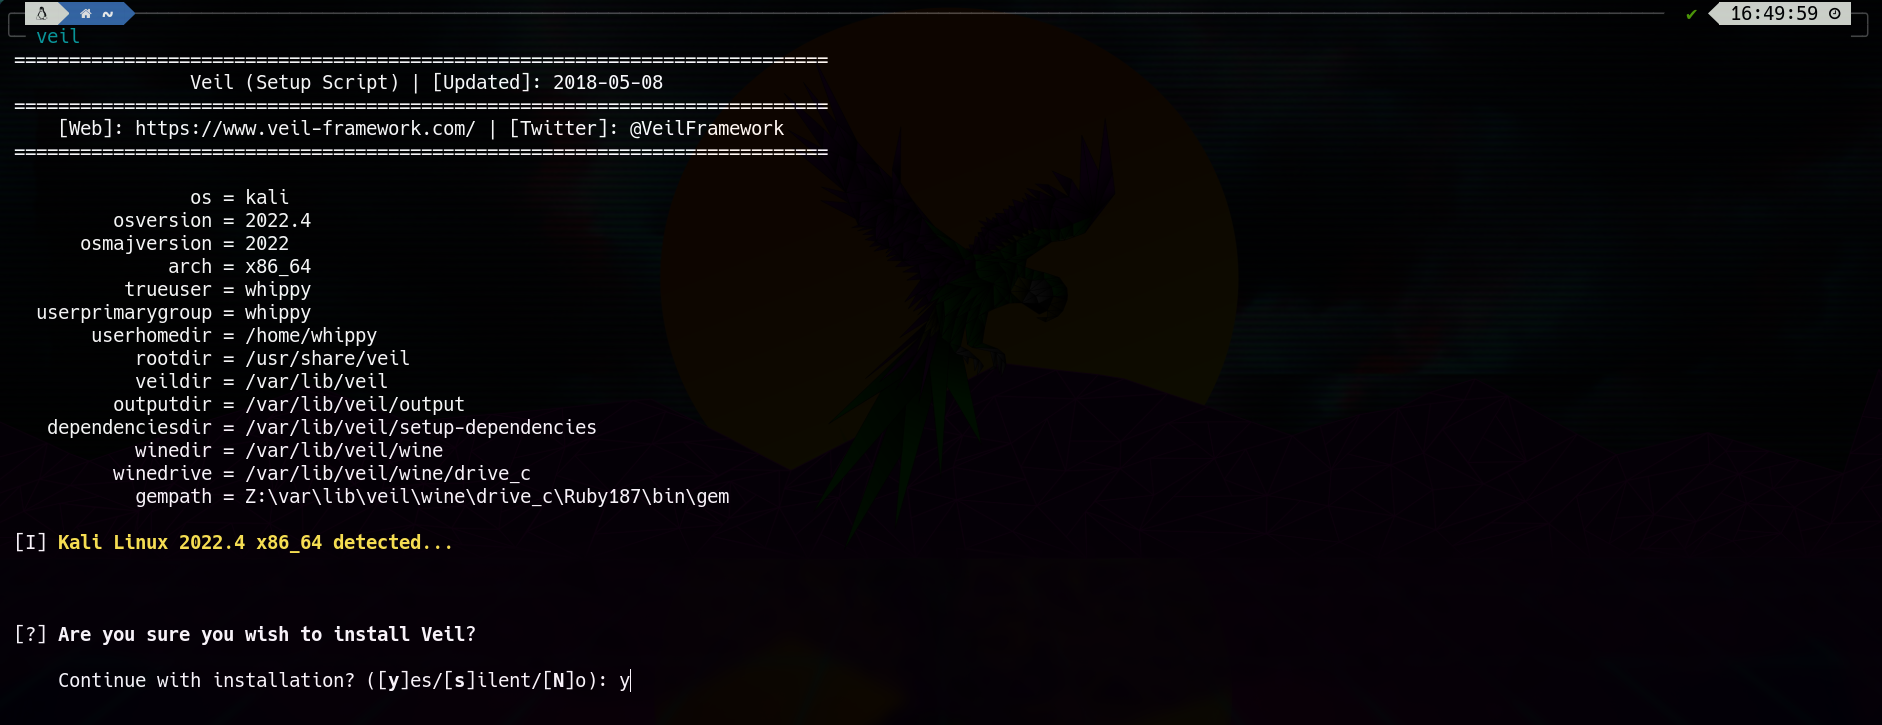 ~ 16:49:59
veil
==========================================================================
Veil (Setup Script) | [Updated]: 2018-05-08
==========================================================================
[Web]: https://www.veil-framework.com/ | [Twitter]: @VeilFramework
==========================================================================
os = kali
osversion = 2022.4
osmajversion = 2022
arch = x86_64
trueuser = whippy
userprimarygroup = whippy
userhomedir = /home/whippy
rootdir = /usr/share/veil
veildir = /var/lib/veil
outputdir = /var/lib/veil/output
dependenciesdir = /var/lib/veil/setup-dependencies
winedir = /var/lib/veil/wine
winedrive = /var/lib/veil/wine/drive_c
gempath = Z:\var\lib\veil\wine\drive_c\Ruby187\bin\gem
[I] Kali Linux 2022.4 x86_64 detected...
[?] Are you sure you wish to install Veil?
Continue with installation? ([y]es/[s]ilent/[N]o): y